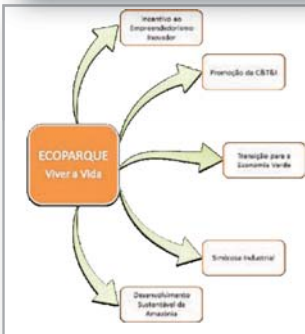 Incentivo ao
Empreendedorismo
Inovador
Promoção da C&T&I
ECOPARQUE
Viver a Vida
Transição para a
Economia Verde
Simbiose Industrial
Desenvolvimento
Sustentável da
Amazônia